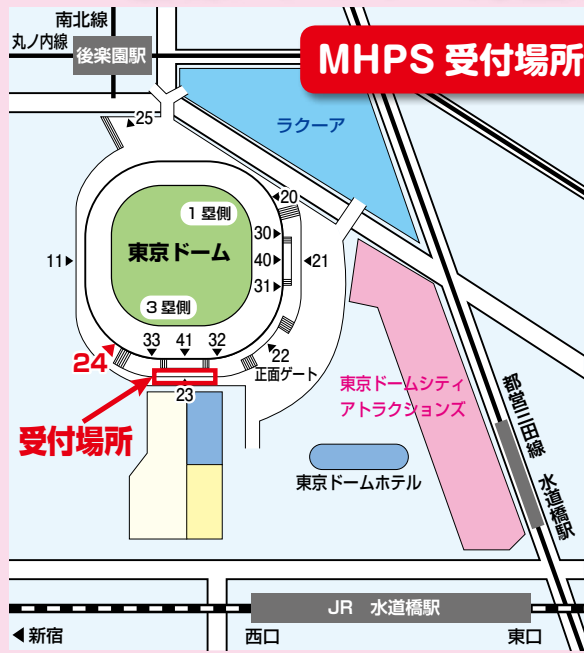 南北線
丸ノ内線
後楽園駅
MHPS 受付場所
ラクーア
25
20
1 塁側
30
東京ドーム
11
40
21
31
3 塁側
33
41
32
24
22
正面ゲート
23
受付場所
東京ドームシティ
アトラクションズ
都営三田線 水道橋駅
東京ドームホテル
JR 水道橋駅
新宿
西口
東口